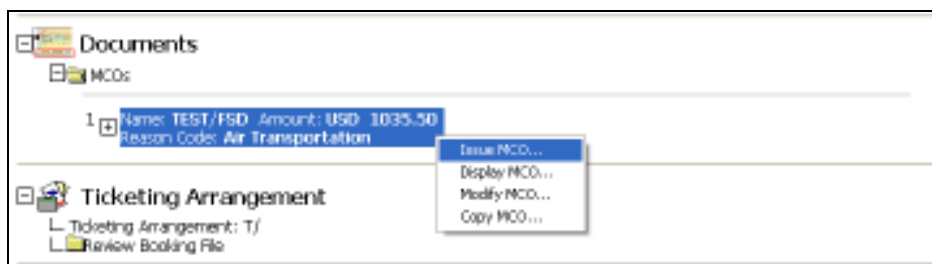 Documents
MCOs
1 Name: TEST/FSD Amount: USD 1035.50
Reason Code: Air Transportation
Issue MCO...
Display MCO...
Modify MCO...
Copy MCO...
Ticketing Arrangement
Ticketing Arrangement: T/
Review Booking File